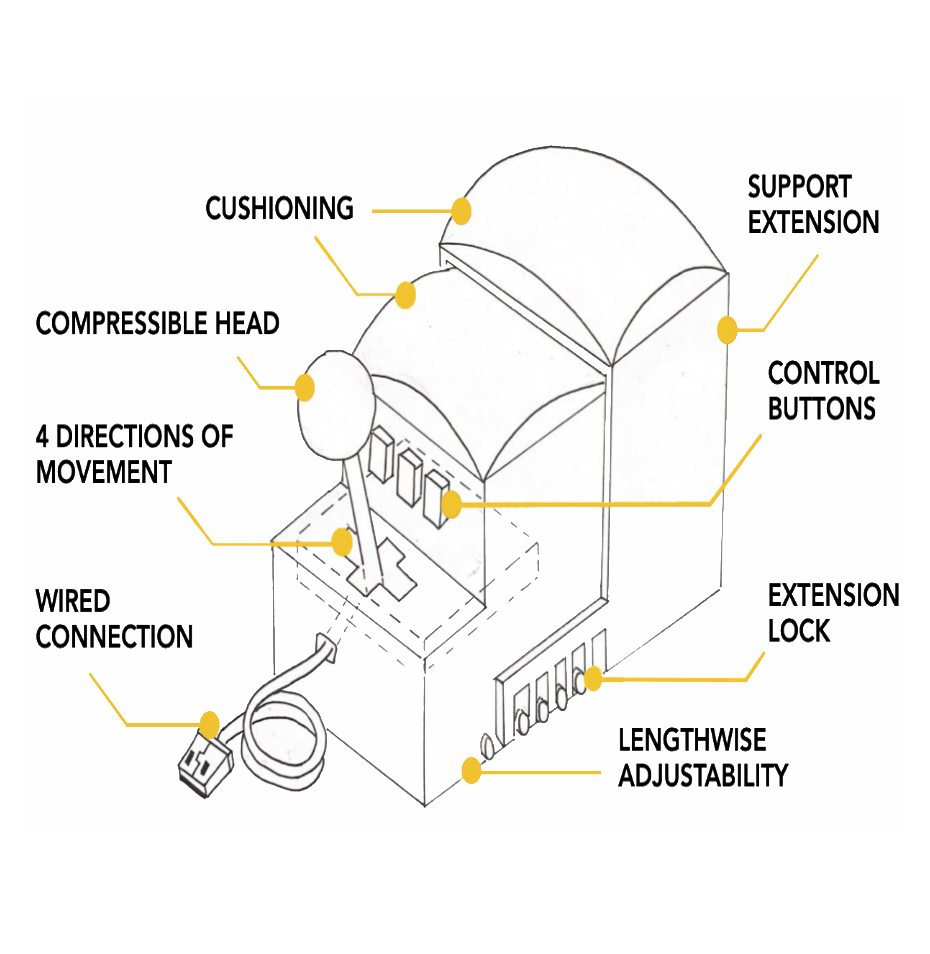 CUSHIONING
SUPPORT
EXTENSION
COMPRESSIBLE HEAD
CONTROL
BUTTONS
4 DIRECTIONS OF
MOVEMENT
WIRED
CONNECTION
EXTENSION
LOCK
LENGTHWISE
ADJUSTABILITY